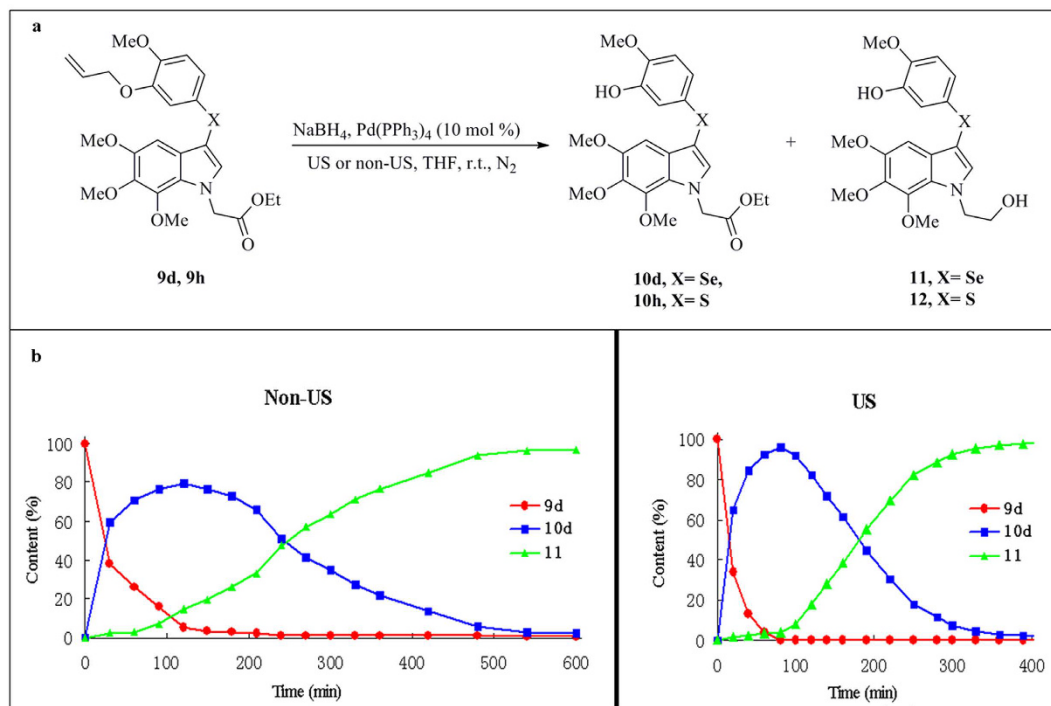 a
MeO
O
X
MeO
MeO
OMe
N
OEt
O
9d, 9h
NaBH4, Pd(PPh3)4 (10 mol %)
US or non-US, THF, r.t., N2
MeO
HO
X
MeO
MeO
OMe
N
OEt
O
10d, X= Se,
10h, X= S
+
MeO
HO
X
MeO
MeO
OMe
N
OH
11, X= Se
12, X= S
b
Non-US
Content (%)
100
80
60
40
20
0
0 100 200 300 400 500 600
Time (min)
9d
10d
11
US
Content (%)
100
80
60
40
20
0
0 100 200 300 400
Time (min)
9d
10d
11